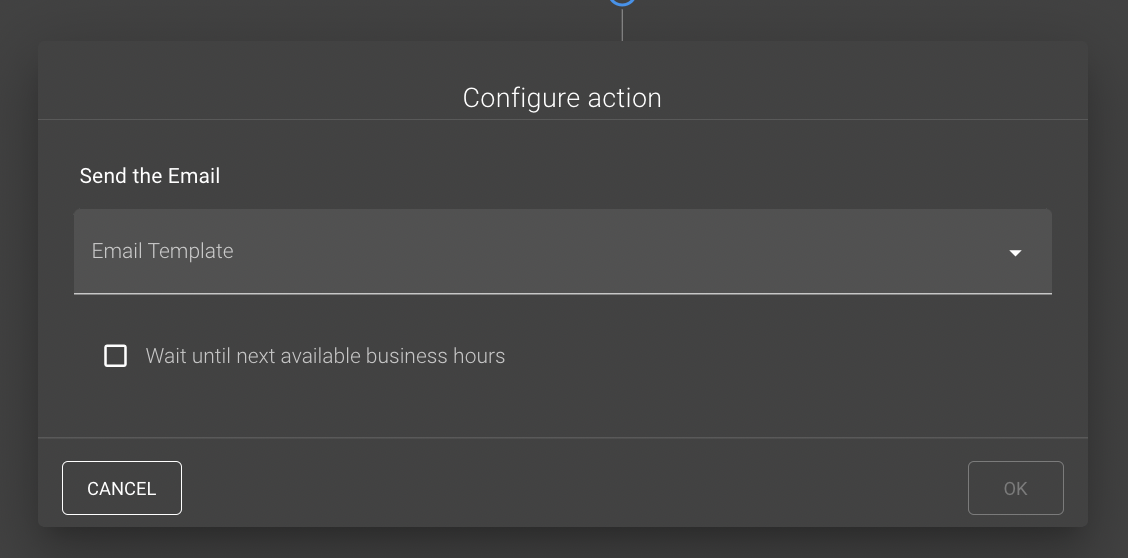 Configure action
Send the Email
Email Template
Wait until next available business hours
CANCEL
OK